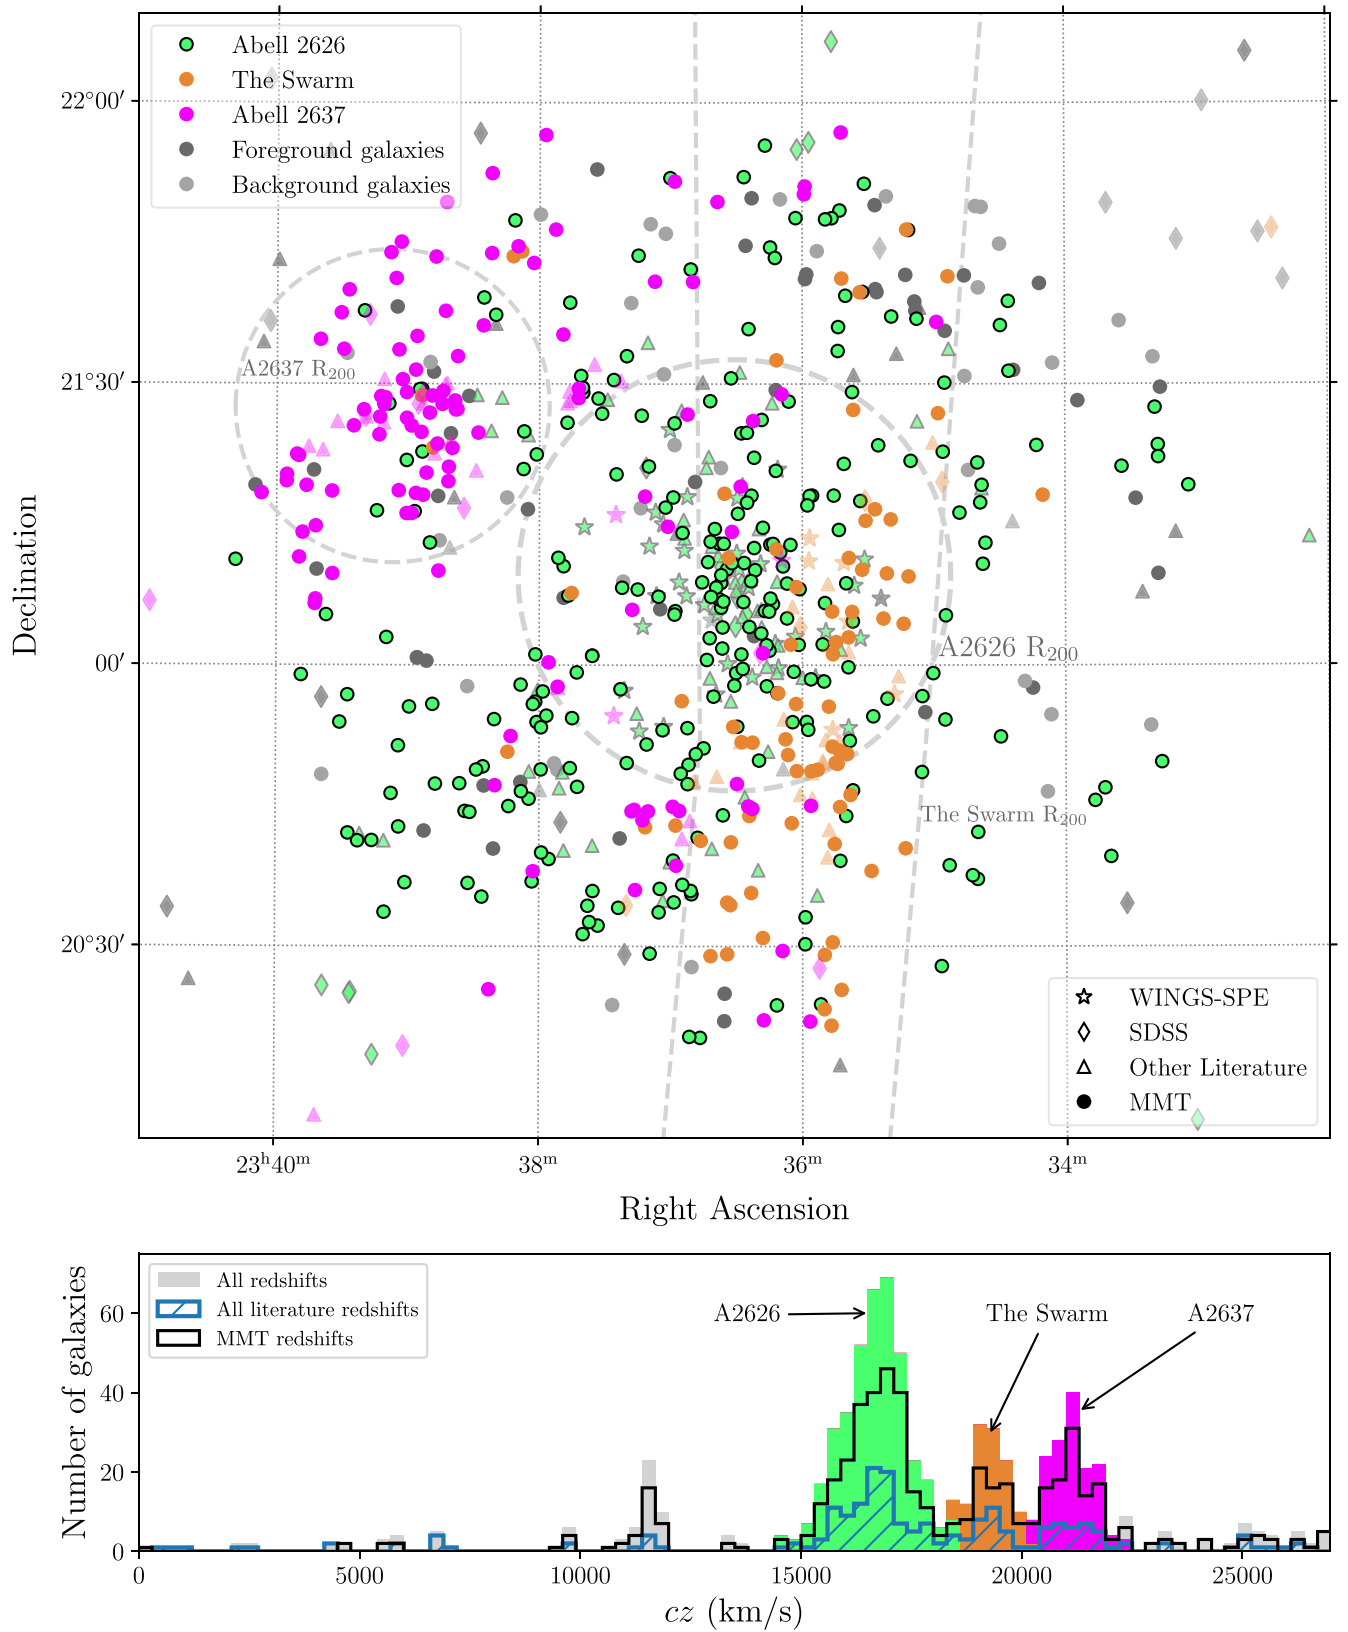 Abell 2626
The Swarm
Abell 2637
Foreground galaxies
Background galaxies
22°00′
A2637 R200
21°30′
Declination
A2626 R200
00′
The Swarm R200
20°30′
WINGS-SPE
SDSS
Other Literature
MMT
23h40m 38m 36m 34m
Right Ascension
All redshifts
All literature redshifts
MMT redshifts
A2626 The Swarm A2637
Number of galaxies
60
40
20
0
0 5000 10000 15000 20000 25000
cz (km/s)